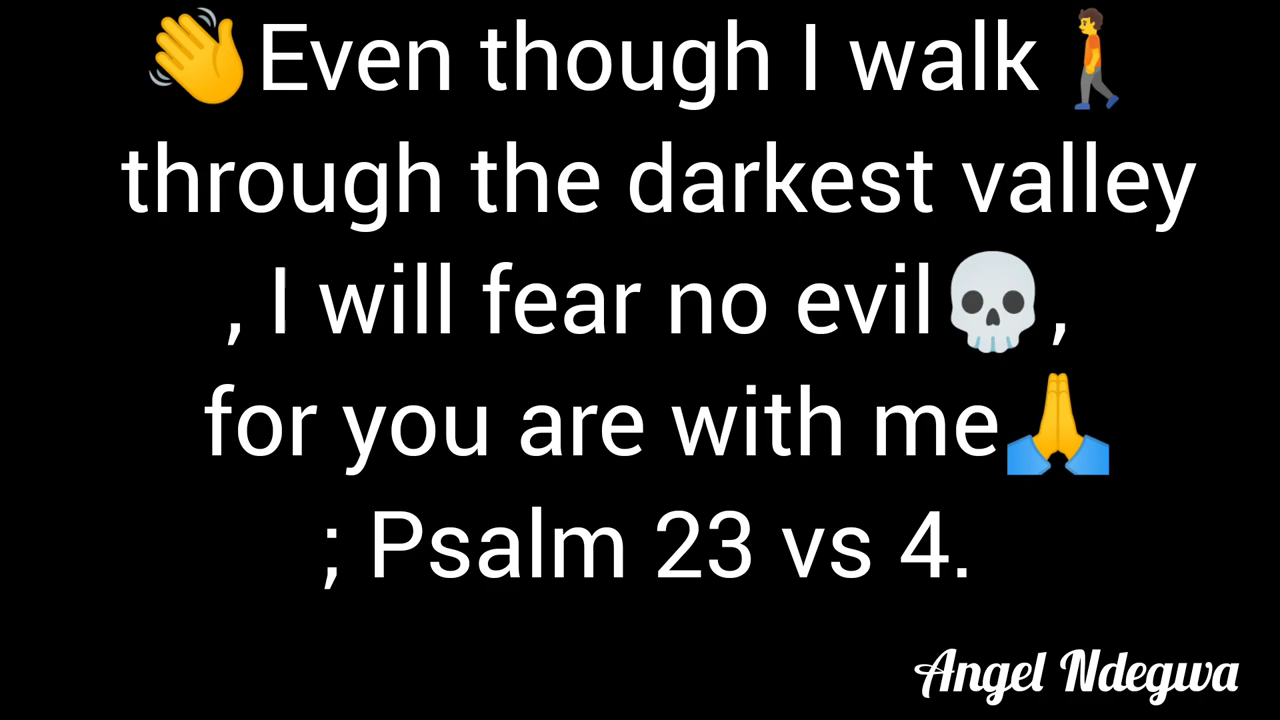 👋Even though I walk🚶
through the darkest valley
, I will fear no evil💀,
for you are with me🙏
; Psalm 23 vs 4.
Angel Ndegwa